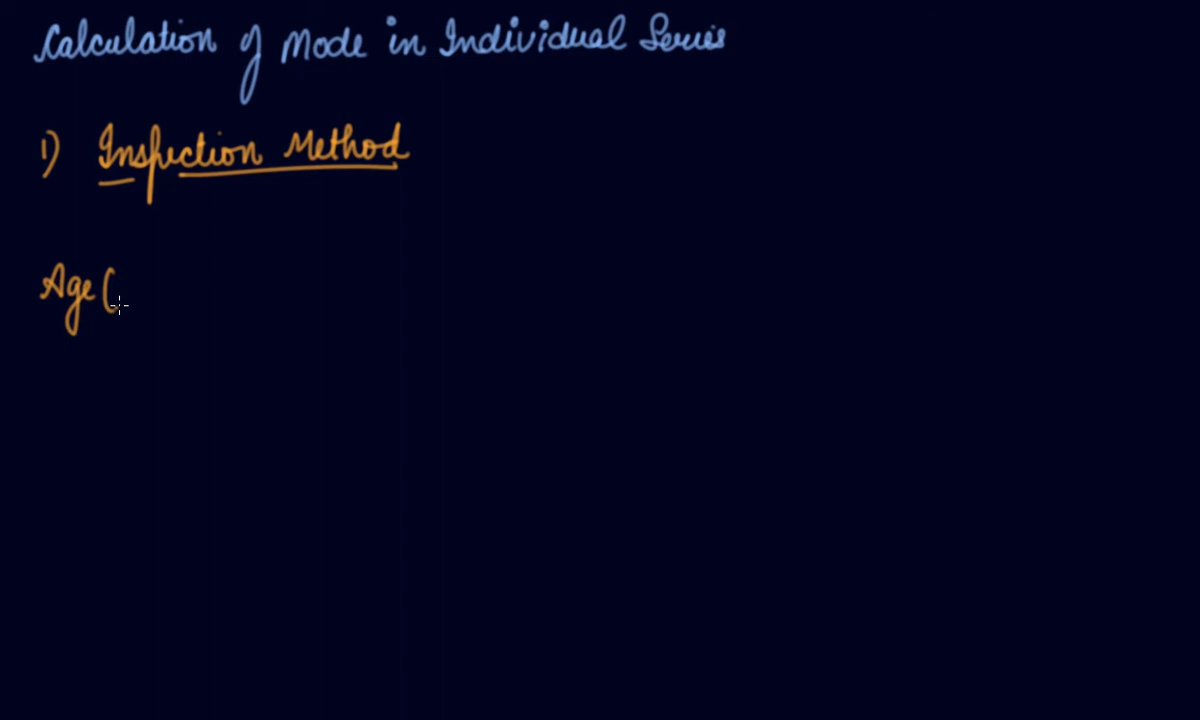 Calculation of Mode in Individual Series
1) Inspection Method
Age (